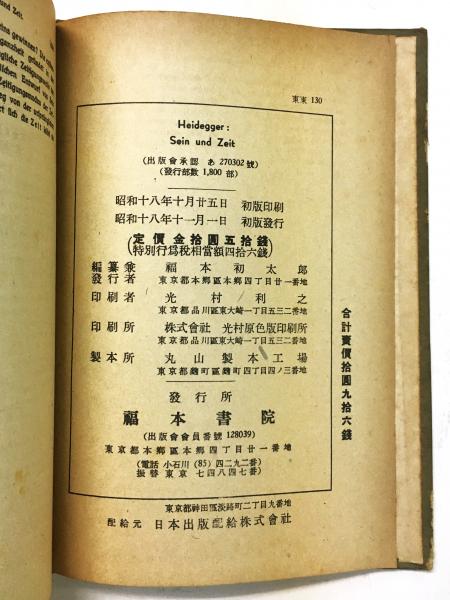 und Zeit.
東東 130
Heidegger:
Sein und Zeit
(出版會承認 あ 270302 號)
(發行部數 1,800 部)
昭和十八年十月廿五日 初版印刷
昭和十八年十一月一日 初版發行
定價 金拾圓五拾錢
(特別行爲稅相當額四拾六錢)
編纂兼發行者 福本初太郎
東京都本鄕區本鄕四丁目廿一番地
印刷者 光村利之
東京都品川區東大崎一丁目五三二番地
印刷所 株式會社 光村原色版印刷所
東京都品川區東大崎一丁目五三二番地
製本所 丸山製本工場
東京都麹町區麹町四丁目四ノ三番地
發行所
福本書院
(出版會會員番號 128039)
東京都本鄕區本鄕四丁目廿一番地
(電話 小石川 (85) 四二九二番)
振替 東京 七四八四七番
東京都神田區淡路町二丁目九番地
配給元 日本出版配給株式會社
合計賣價拾圓九拾六錢